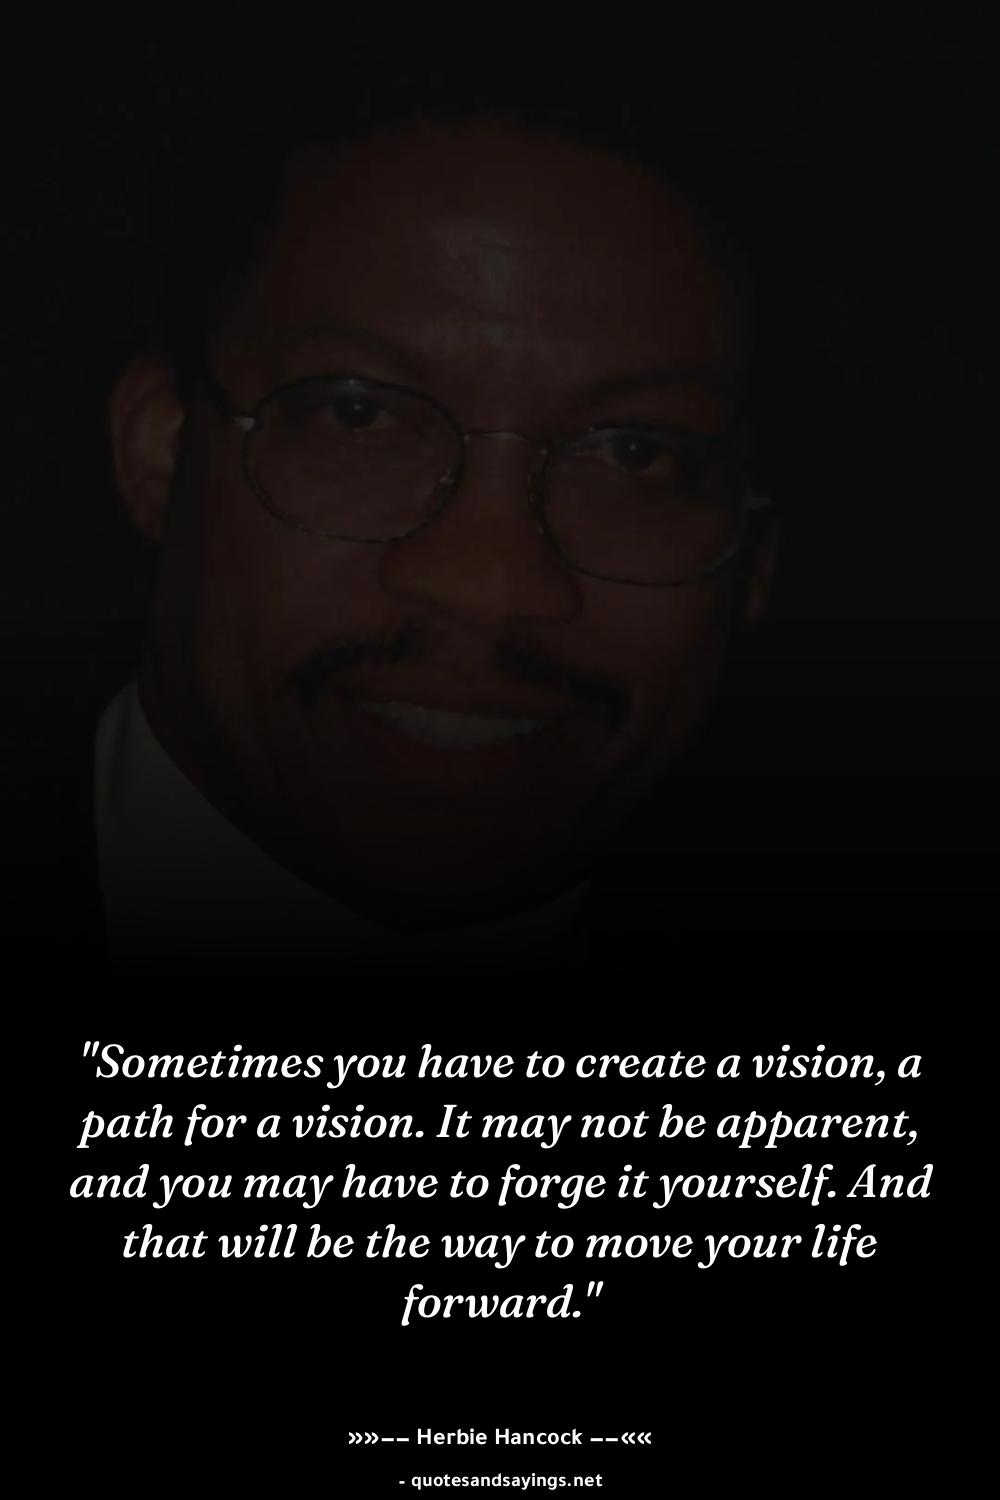 "Sometimes you have to create a vision, a
path for a vision. It may not be apparent,
and you may have to forge it yourself. And
that will be the way to move your life
forward."
»»–– Herbie Hancock ––««
- quotesandsayings.net